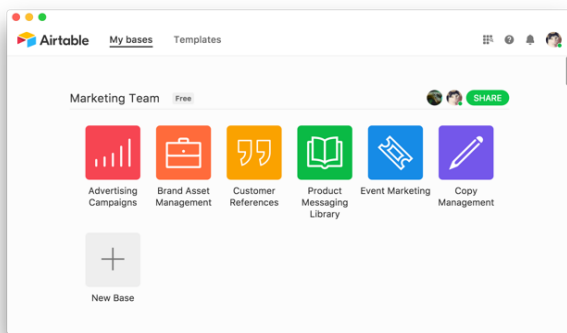 Airtable My bases Templates
Marketing Team Free SHARE
Advertising Campaigns
Brand Asset Management
Customer References
Product Messaging Library
Event Marketing
Copy Management
New Base